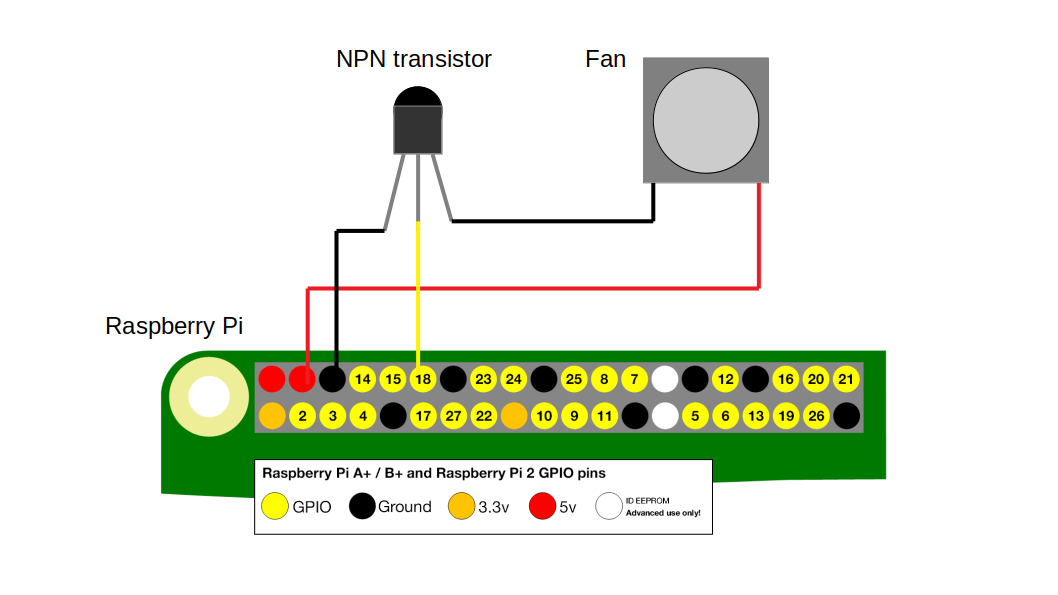 NPN transistor
Fan
Raspberry Pi
14 15 18 23 24 25 8 7 12 16 20 21
2 3 4 17 27 22 10 9 11 5 6 13 19 26
Raspberry Pi A+ / B+ and Raspberry Pi 2 GPIO pins
GPIO
Ground
3.3v
5v
ID EEPROM
Advanced use only!